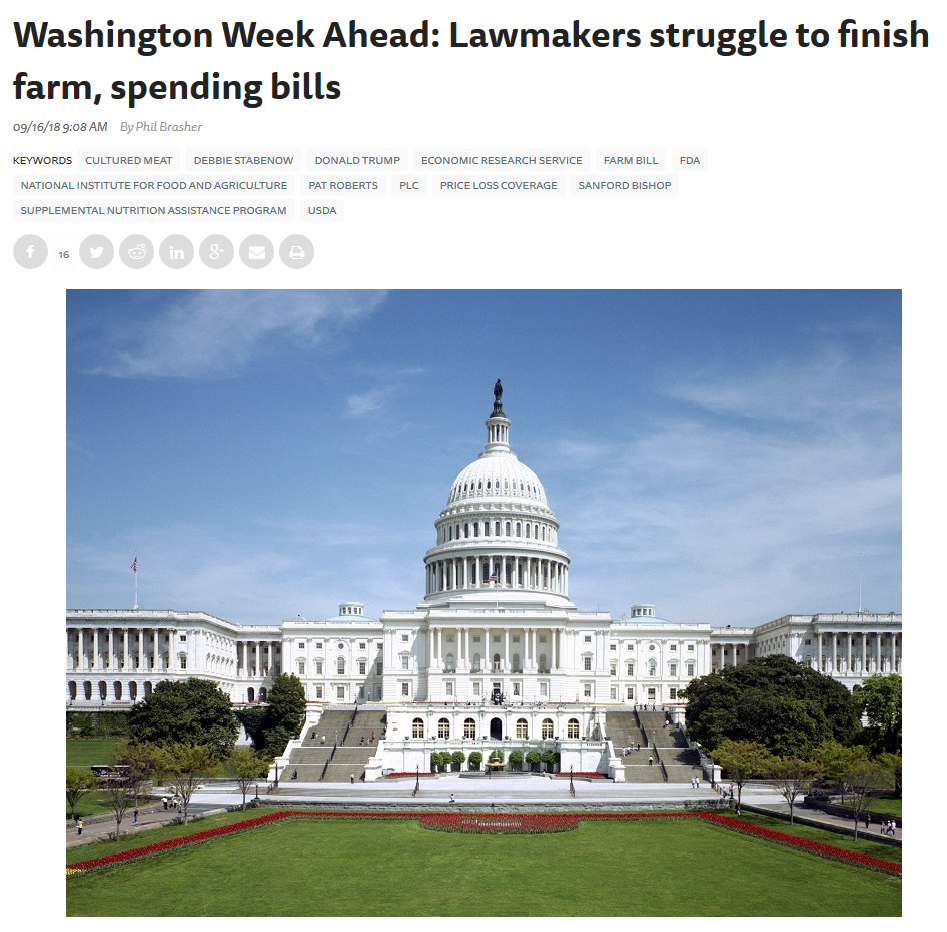 Washington Week Ahead: Lawmakers struggle to finish
farm, spending bills
09/16/18 9:08 AM By Phil Brasher
KEYWORDS CULTURED MEAT DEBBIE STABENOW DONALD TRUMP ECONOMIC RESEARCH SERVICE FARM BILL FDA
NATIONAL INSTITUTE FOR FOOD AND AGRICULTURE PAT ROBERTS PLC PRICE LOSS COVERAGE SANFORD BISHOP
SUPPLEMENTAL NUTRITION ASSISTANCE PROGRAM USDA
f 16 in g+